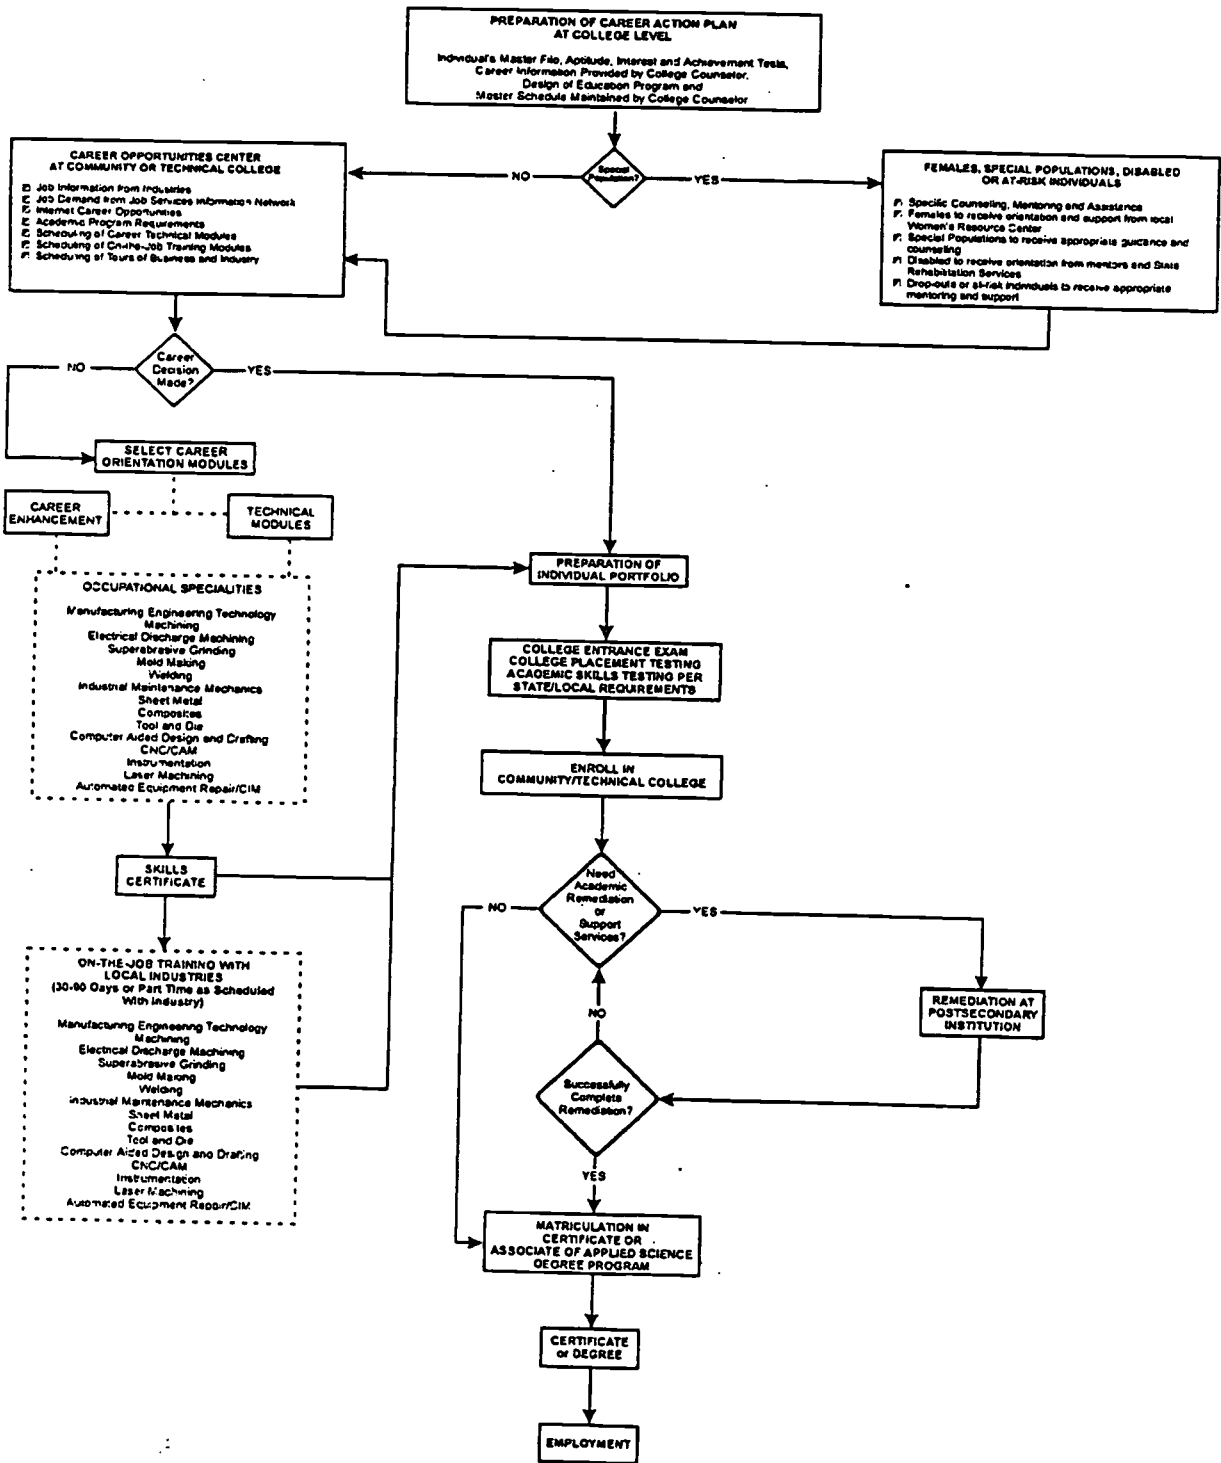 PREPARATION OF CAREER ACTION PLAN
AT COLLEGE LEVEL
Individual's Master File, Aptitude, Interest and Achievement Tests,
Career Information Provided by College Counselor,
Design of Education Program and
Master Schedule Maintained by College Counselor
Special
Population?
NO
YES
CAREER OPPORTUNITIES CENTER
AT COMMUNITY OR TECHNICAL COLLEGE
Job Information from Industries
Job Demand from Job Services Information Network
Internet Career Opportunities
Academic Program Requirements
Scheduling of Career Technical Modules
Scheduling of On-the-Job Training Modules
Scheduling of Tours of Business and Industry
FEMALES, SPECIAL POPULATIONS, DISABLED
OR AT-RISK INDIVIDUALS
Specific Counseling, Mentoring and Assistance
Females to receive orientation and support from local
Women's Resource Center
Special Populations to receive appropriate guidance and
counseling
Disabled to receive orientation from mentors and State
Rehabilitation Services
Drop-outs or at-risk individuals to receive appropriate
mentoring and support
Career
Decision
Made?
NO
YES
SELECT CAREER
ORIENTATION MODULES
CAREER
ENHANCEMENT
TECHNICAL
MODULES
OCCUPATIONAL SPECIALITIES
Manufacturing Engineering Technology
Machining
Electrical Discharge Machining
Superabrasive Grinding
Mold Making
Welding
Industrial Maintenance Mechanics
Sheet Metal
Composites
Tool and Die
Computer Aided Design and Drafting
CNC/CAM
Instrumentation
Laser Machining
Automated Equipment Repair/CIM
SKILLS
CERTIFICATE
ON-THE-JOB TRAINING WITH
LOCAL INDUSTRIES
(30-90 Days or Part Time as Scheduled
With Industry)
Manufacturing Engineering Technology
Machining
Electrical Discharge Machining
Superabrasive Grinding
Mold Making
Welding
Industrial Maintenance Mechanics
Sheet Metal
Composites
Tool and Die
Computer Aided Design and Drafting
CNC/CAM
Instrumentation
Laser Machining
Automated Equipment Repair/CIM
PREPARATION OF
INDIVIDUAL PORTFOLIO
COLLEGE ENTRANCE EXAM
COLLEGE PLACEMENT TESTING
ACADEMIC SKILLS TESTING PER
STATE/LOCAL REQUIREMENTS
ENROLL IN
COMMUNITY/TECHNICAL COLLEGE
Need
Academic
Remediation
or
Support
Services?
NO
YES
REMEDIATION AT
POSTSECONDARY
INSTITUTION
NO
Successfully
Complete
Remediation?
YES
MATRICULATION IN
CERTIFICATE OR
ASSOCIATE OF APPLIED SCIENCE
DEGREE PROGRAM
CERTIFICATE
or DEGREE
EMPLOYMENT